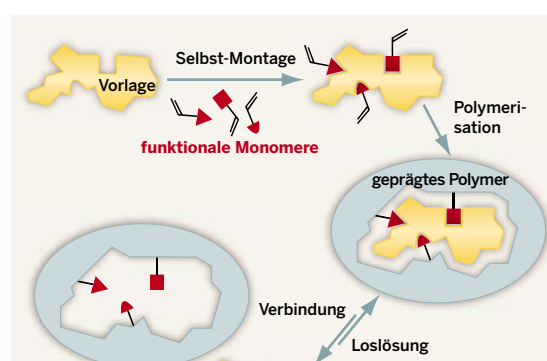 Selbst-Montage
Vorlage
funktionale Monomere
Polymeri-
sation
geprägtes Polymer
Verbindung
Loslösung